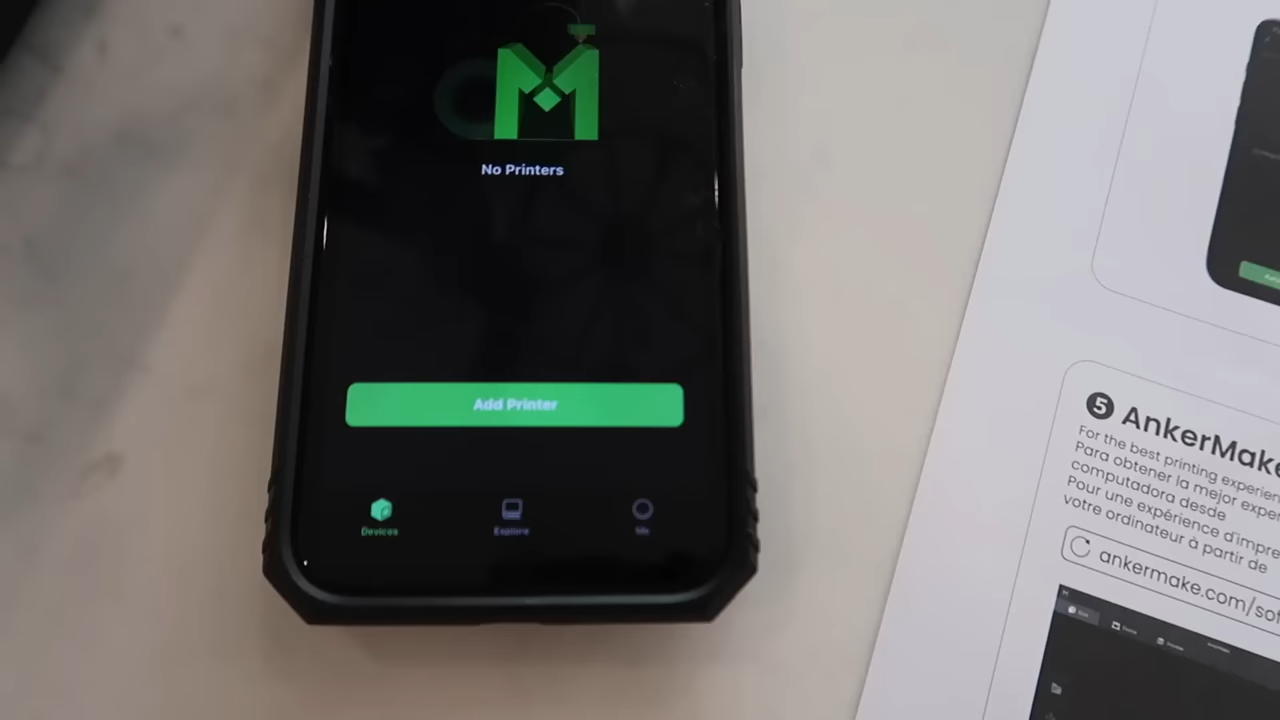 No Printers
Add Printer
Devices
Explore
5 AnkerMake
For the best printing experien
Para obtener la mejor exper
computadora desde
Pour une expérience d'impre
votre ordinateur à partir de
ankermake.com/sof